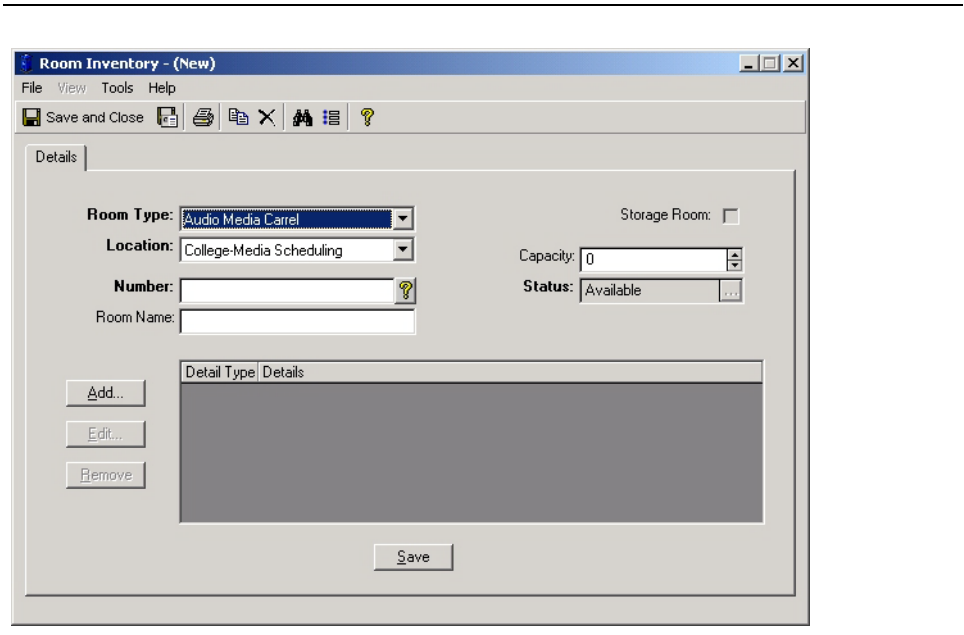 Room Inventory - (New)
File View Tools Help
Save and Close
Details
Room Type: Audio Media Carrel
Storage Room:
Location: College-Media Scheduling
Capacity: 0
Number:
Status: Available ...
Room Name:
Detail Type Details
Add...
Edit...
Remove
Save